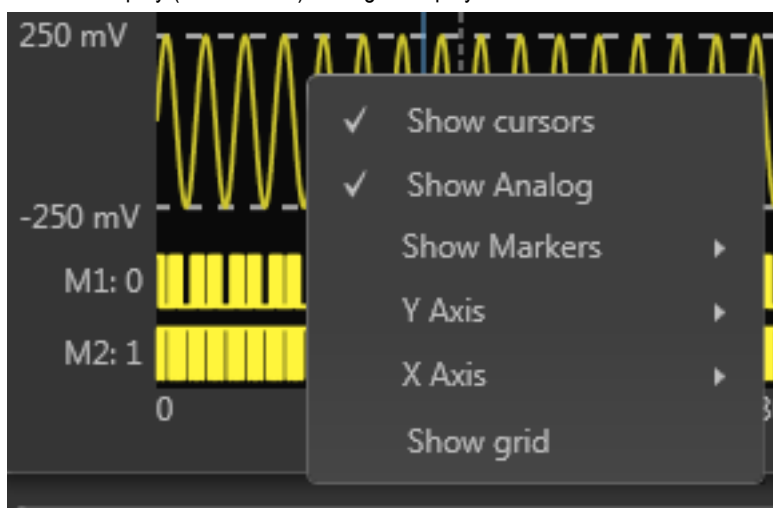 250 mV
-250 mV
M1: 0
M2: 1
0
Show cursors
Show Analog
Show Markers
Y Axis
X Axis
Show grid